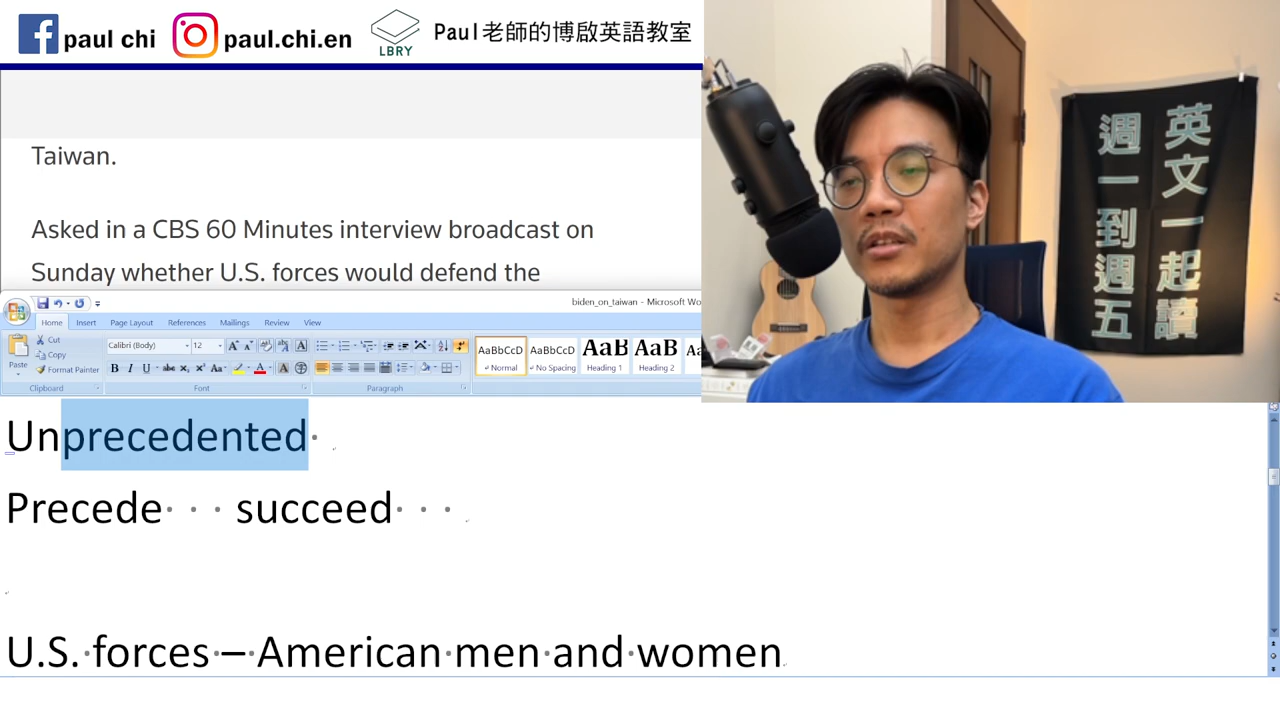 paul chi
paul.chi.en
LBRY
Paul老師的博啟英語教室
Taiwan.
Asked in a CBS 60 Minutes interview broadcast on
Sunday whether U.S. forces would defend the
biden_on_taiwan - Microsoft Wo
Home Insert Page Layout References Mailings Review View
Paste
Cut
Copy
Format Painter
Clipboard
Calibri (Body) 12
Font
Paragraph
AaBbCcD AaBbCcD AaB AaB Aa
Normal No Spacing Heading 1 Heading 2
Unprecedented
Precede succeed
U.S. forces – American men and women
英文一起讀
週一到週五